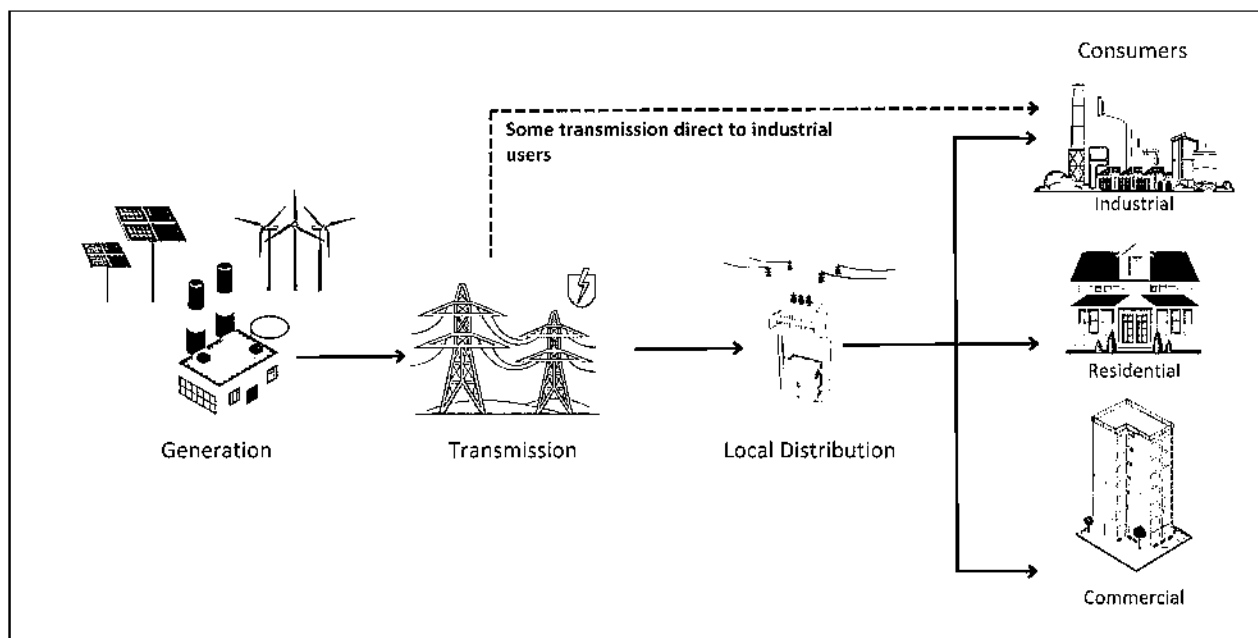 Consumers
Some transmission direct to industrial
users
Industrial
Residential
Generation
Transmission
Local Distribution
Commercial